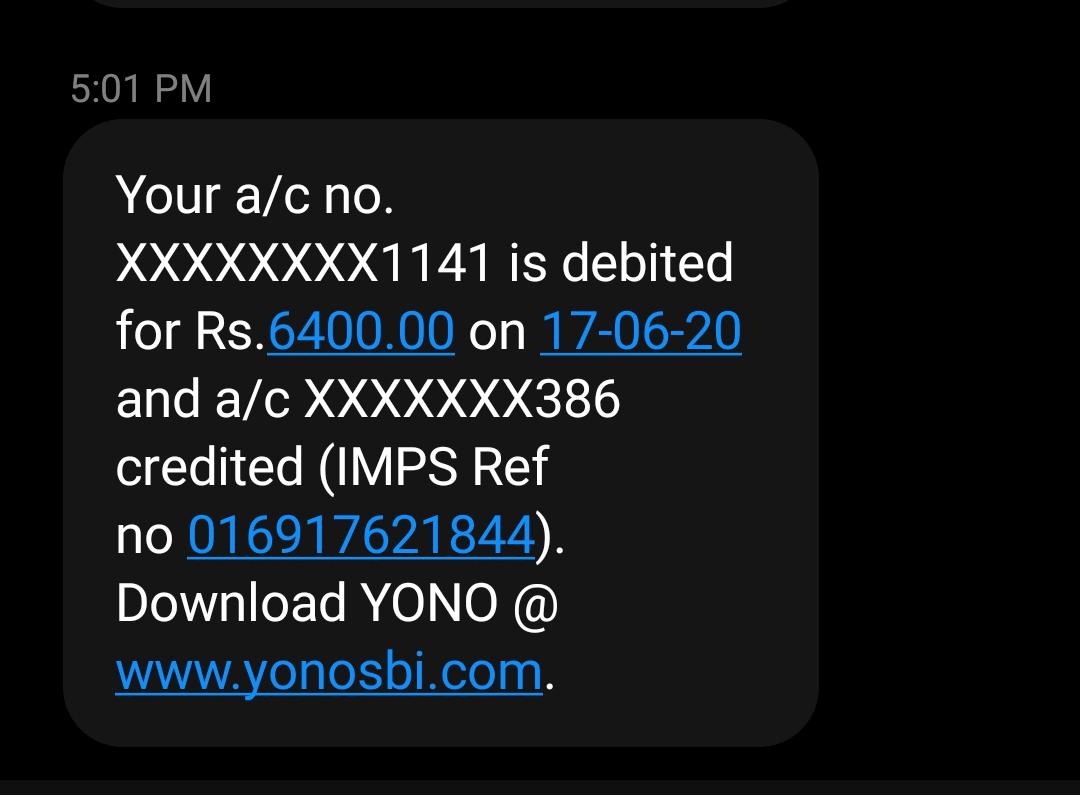 5:01 PM
Your a/c no.
XXXXXXXX1141 is debited
for Rs.6400.00 on 17-06-20
and a/c XXXXXXX386
credited (IMPS Ref
no 016917621844).
Download YONO @
www.yonosbi.com.